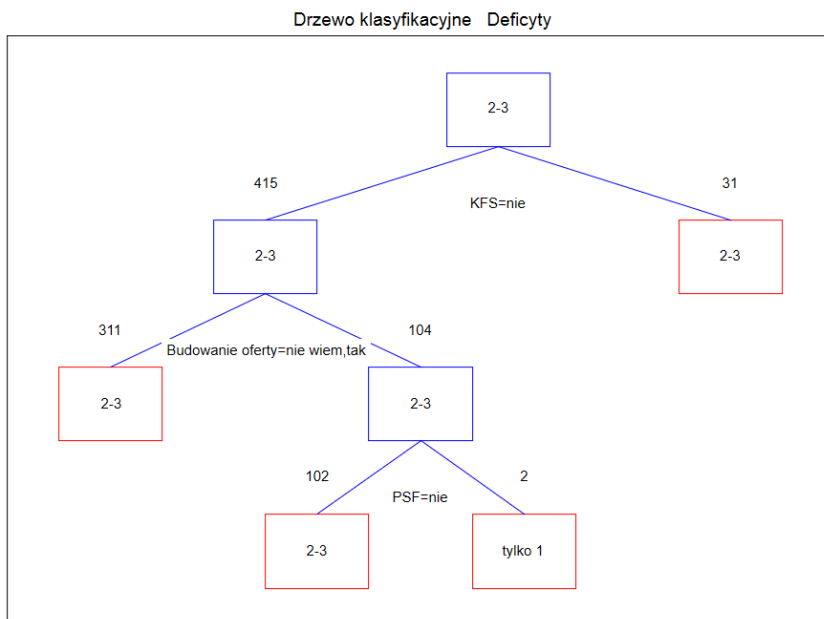 Drzewo klasyfikacyjne Deficyty
2-3
415
31
KFS=nie
2-3
2-3
311
104
Budowanie oferty=nie wiem,tak
2-3
2-3
102
2
PSF=nie
2-3
tylko 1